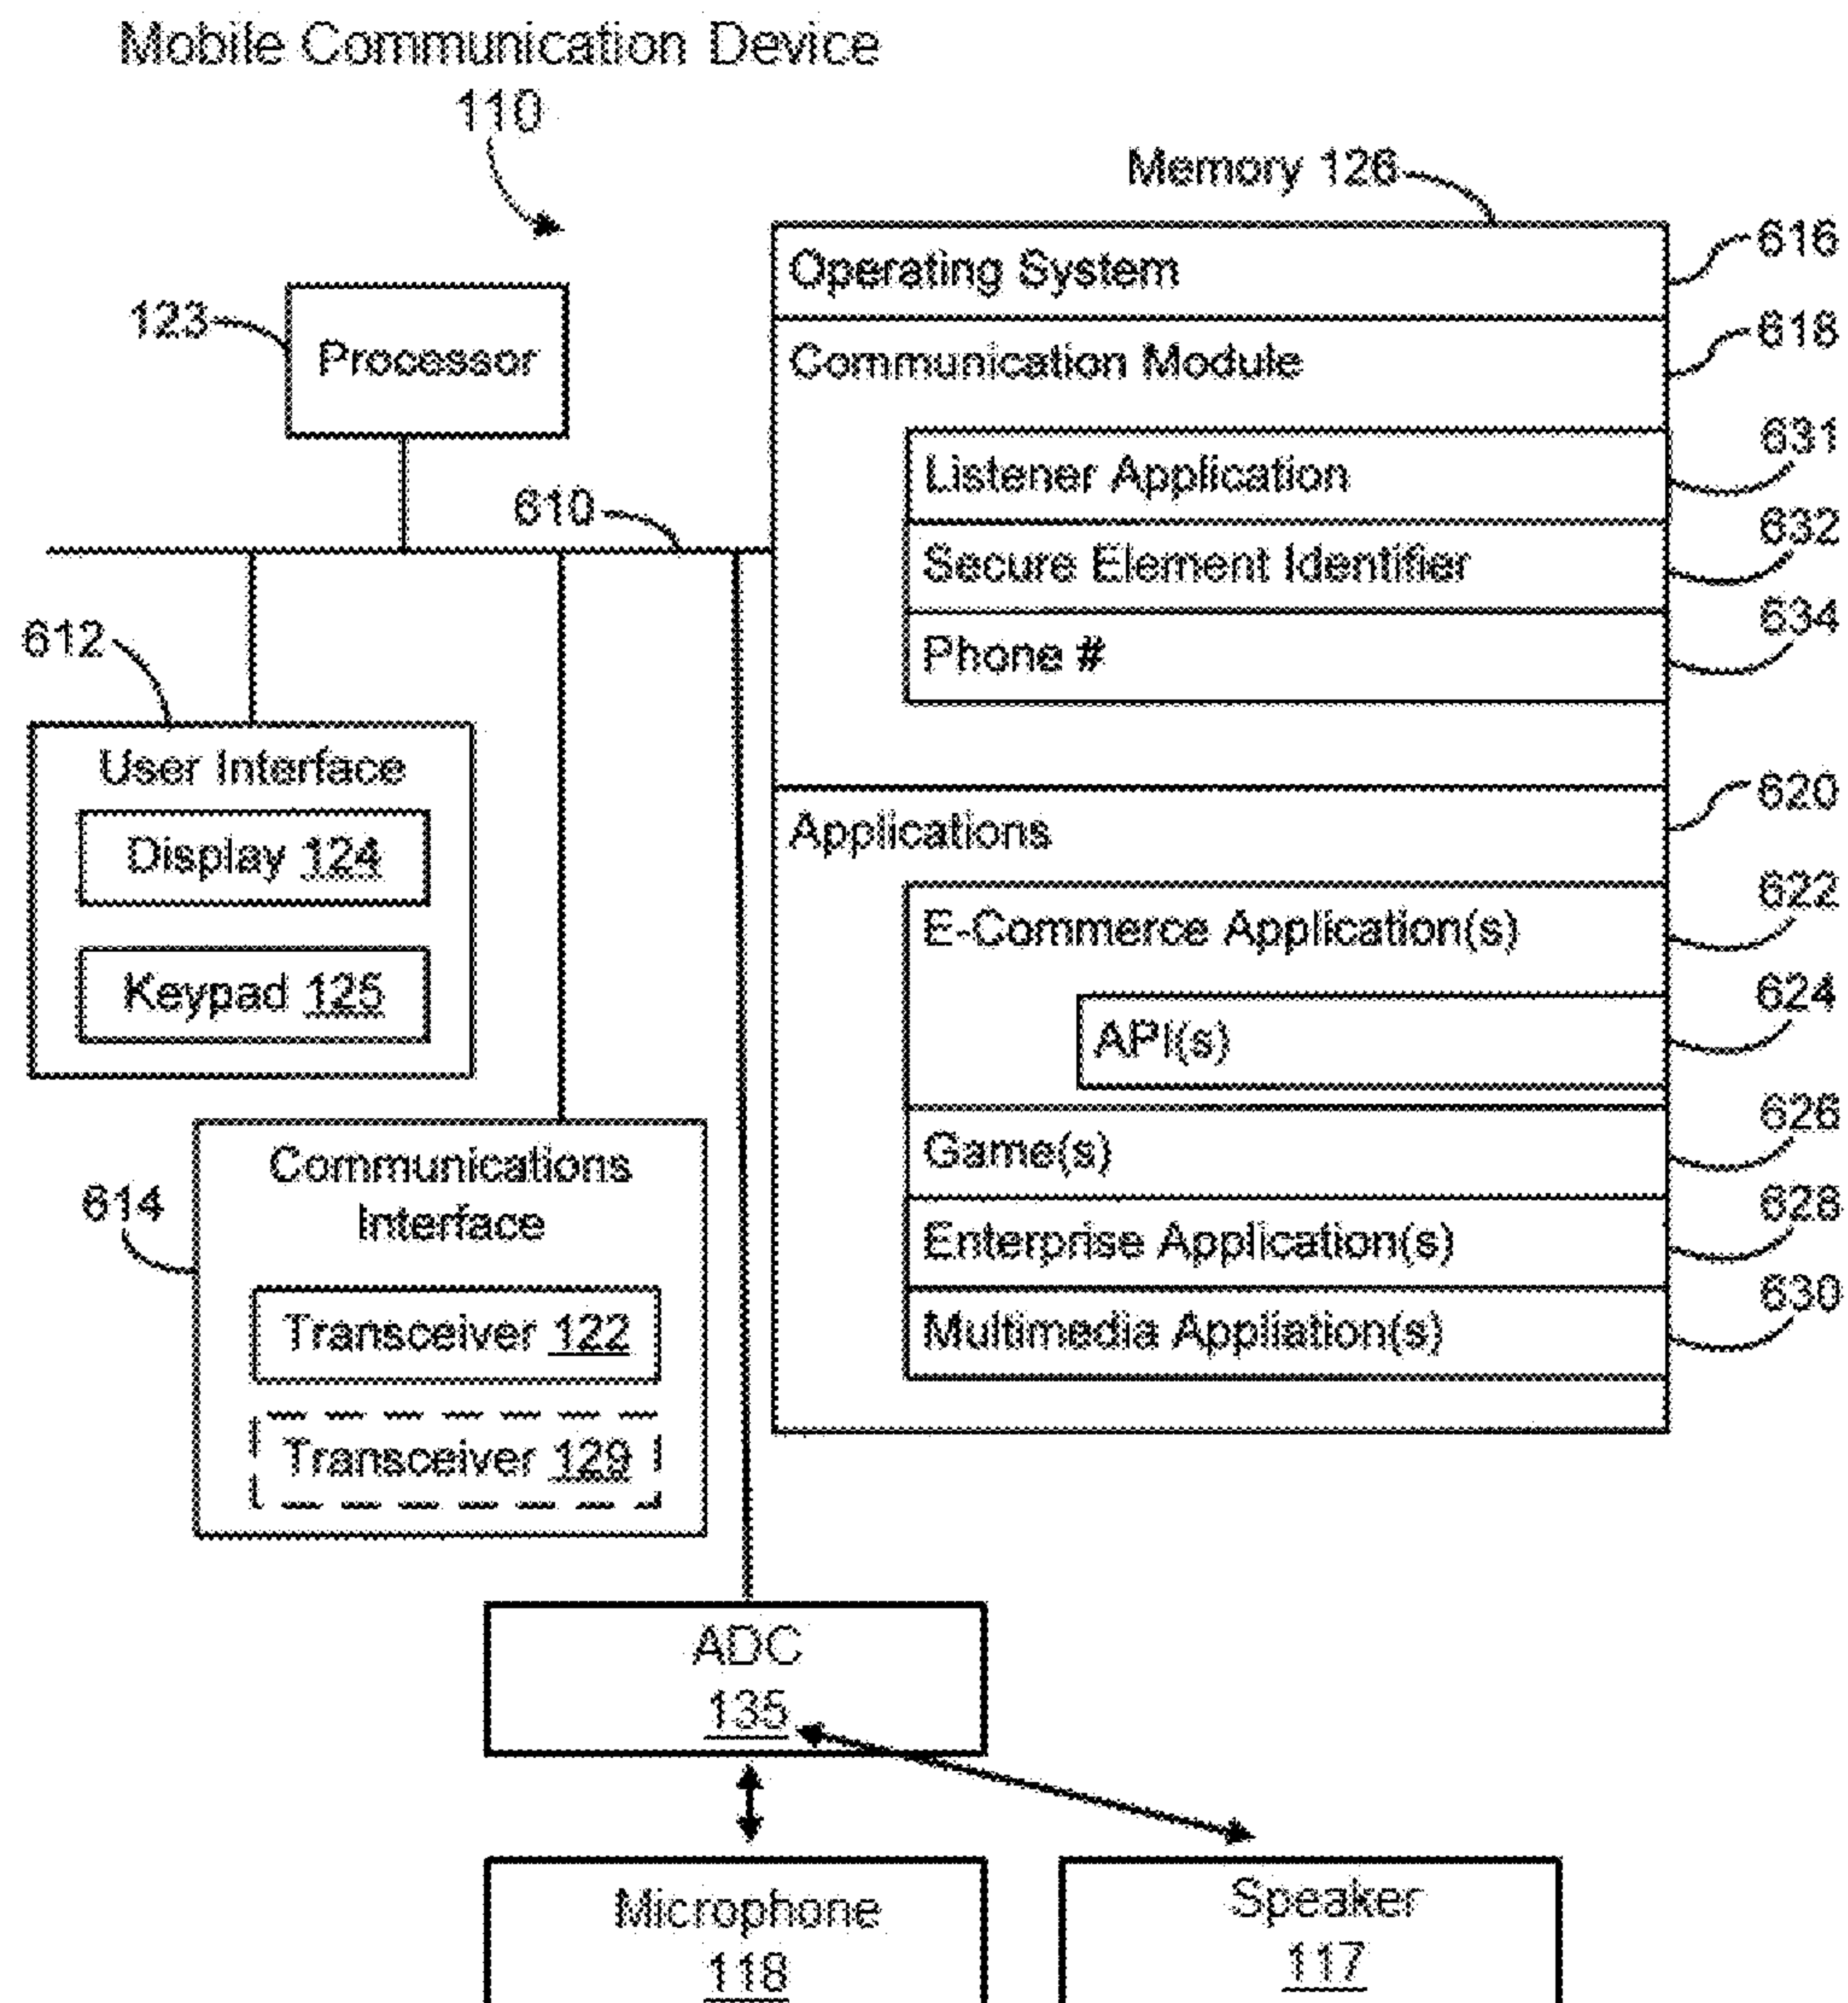 Mobile Communication Device
110
Memory 126
616
Operating System
123
Processor
618
Communication Module
631
Listener Application
610
632
Secure Element Identifier
634
Phone #
612
User Interface
Display 124
Keypad 125
620
Applications
622
E-Commerce Application(s)
624
API(s)
626
Game(s)
628
Enterprise Application(s)
630
Multimedia Appliation(s)
614
Communications
Interface
Transceiver 122
Transceiver 129
ADC
135
Microphone
118
Speaker
117